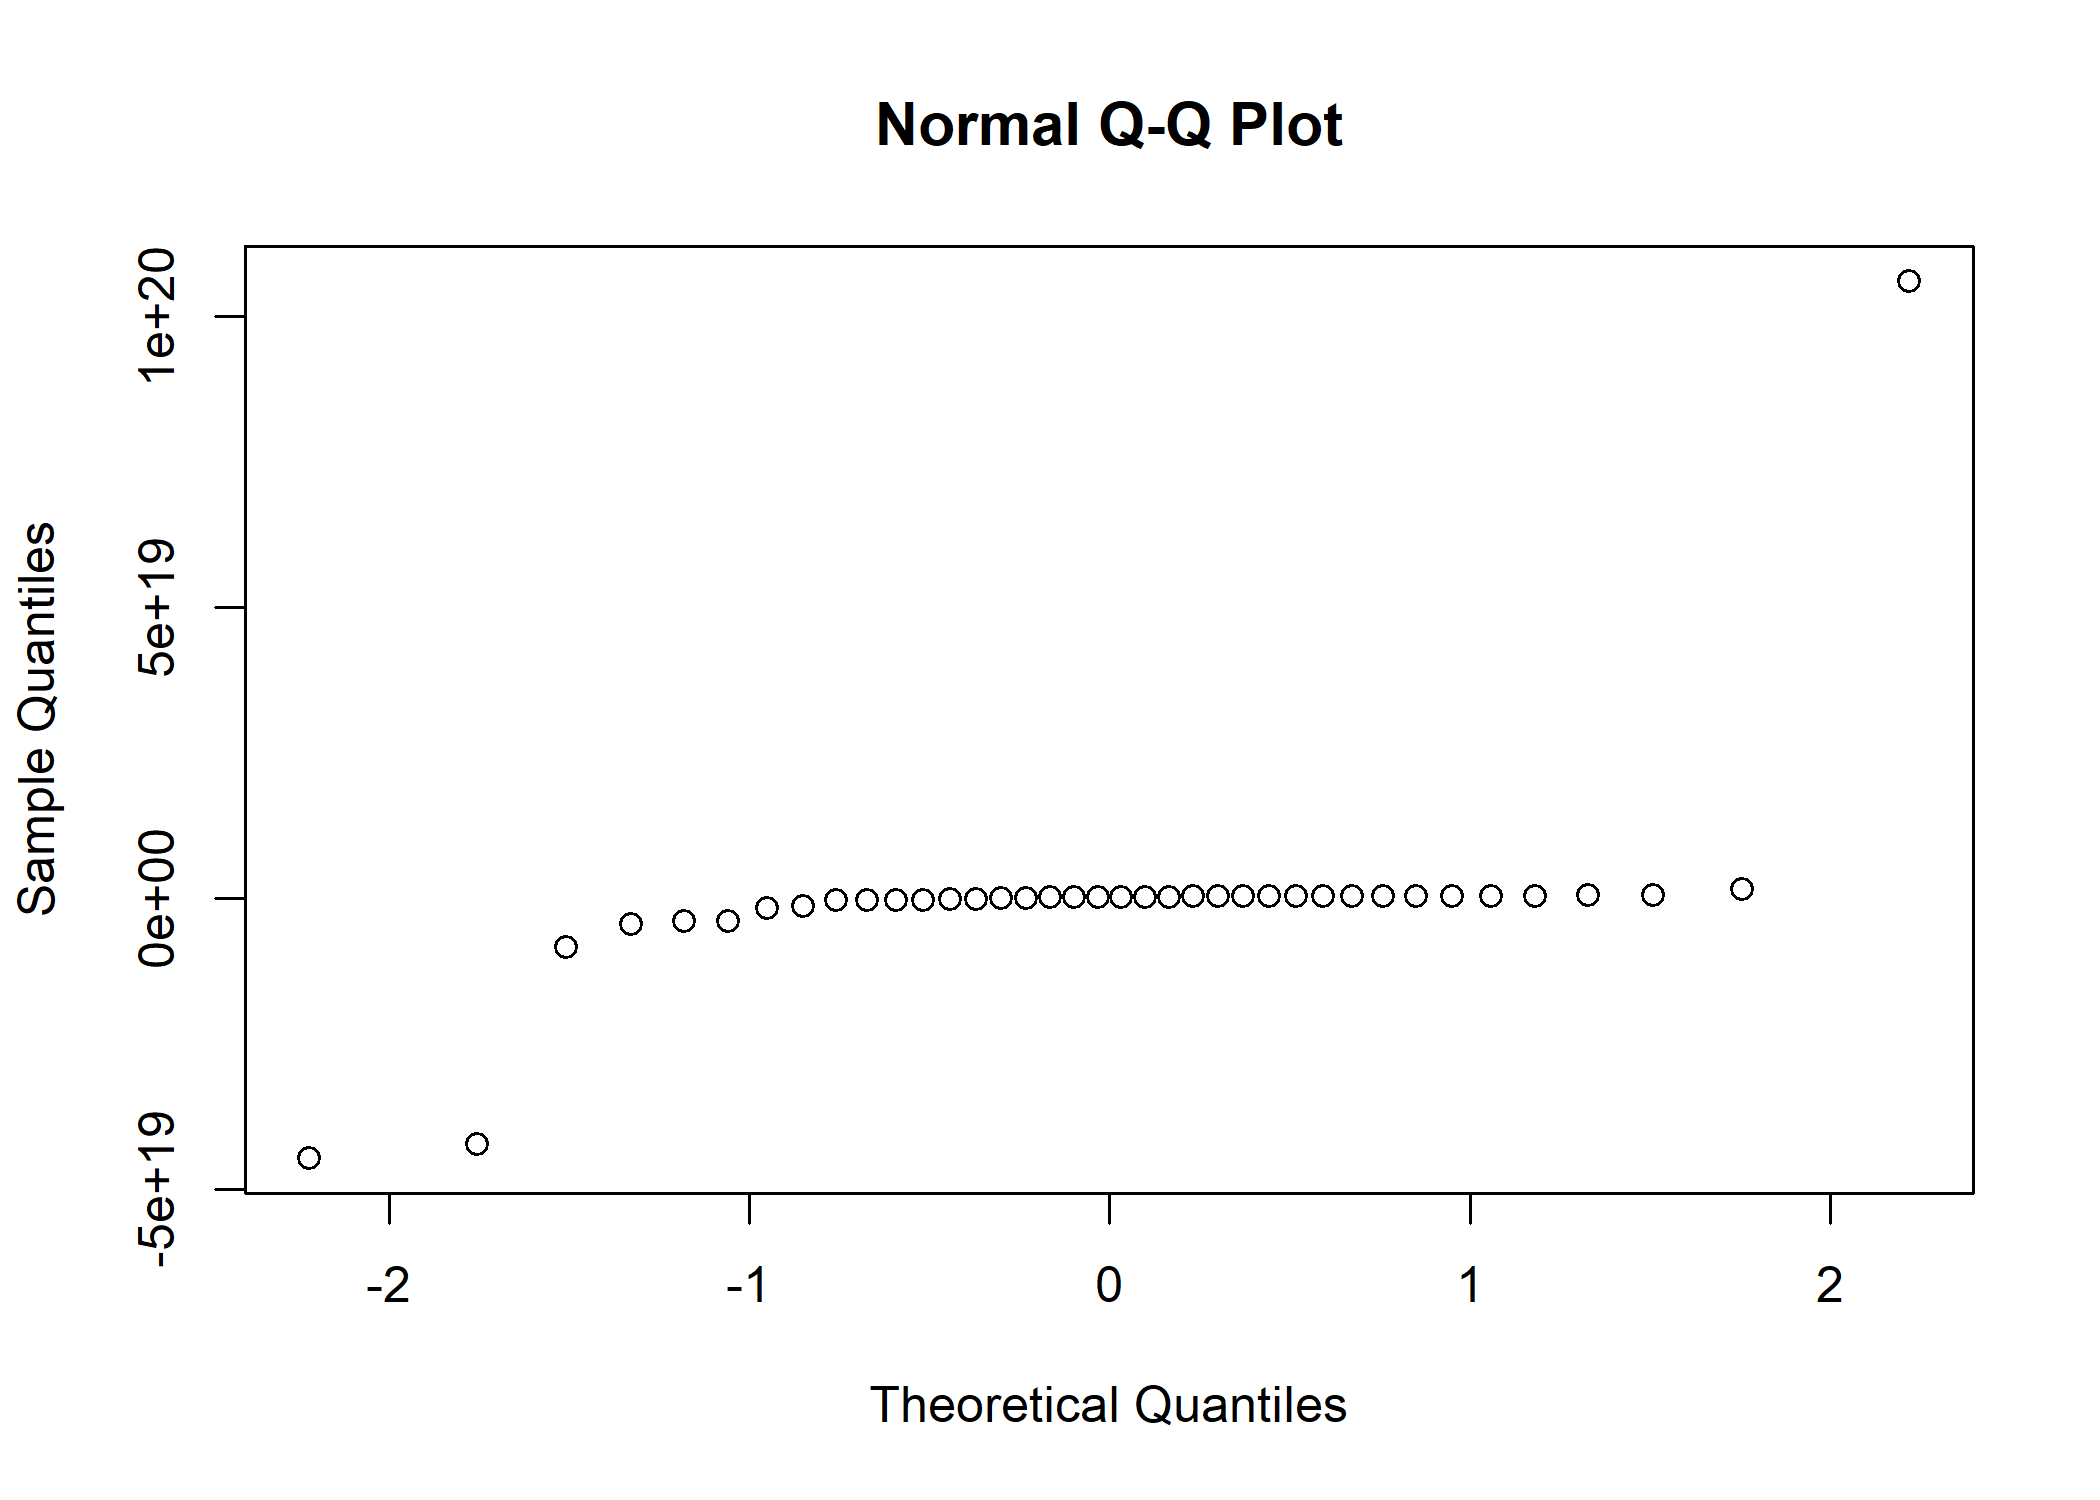 Normal Q-Q Plot
Sample Quantiles
1e+20
5e+19
0e+00
-5e+19
-2 -1 0 1 2
Theoretical Quantiles